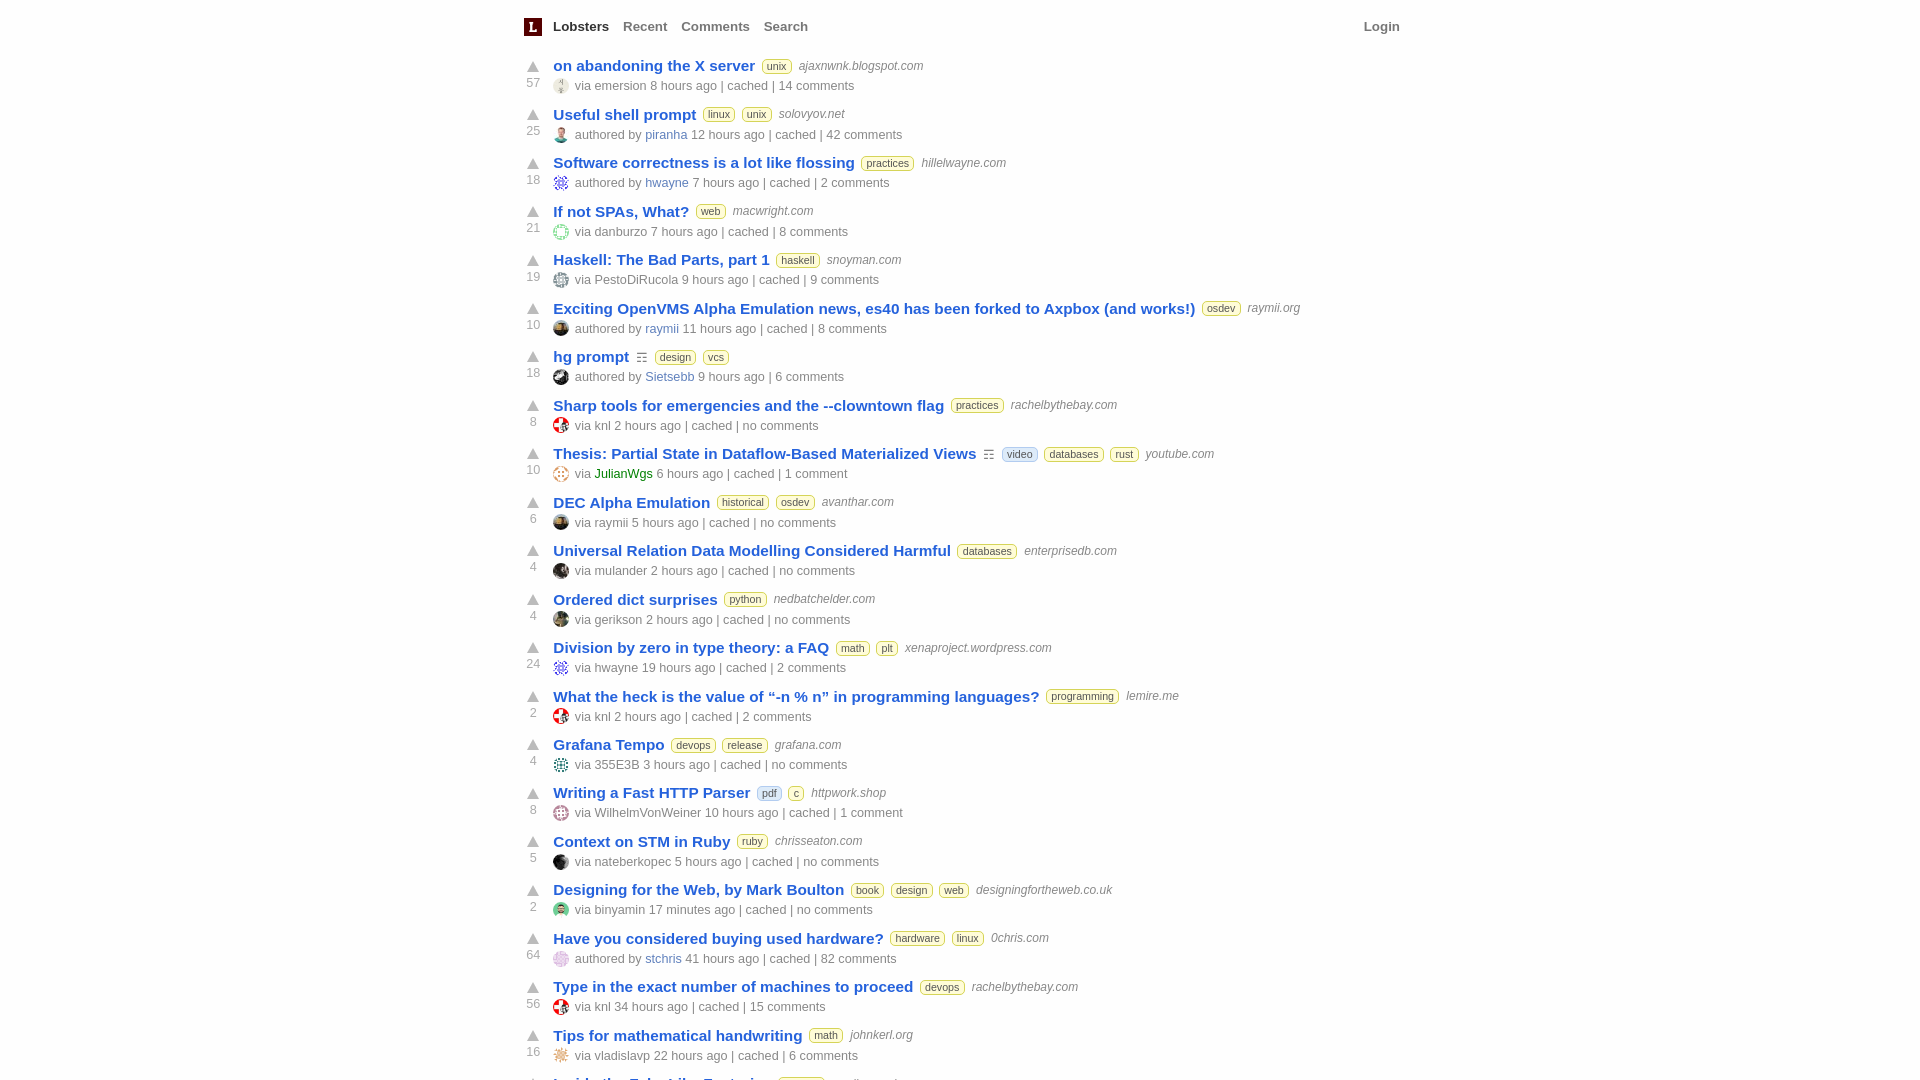 L Lobsters Recent Comments Search Login
on abandoning the X server unix ajaxnwnk.blogspot.com
57 via emersion 8 hours ago | cached | 14 comments
Useful shell prompt linux unix solovyov.net
25 authored by piranha 12 hours ago | cached | 42 comments
Software correctness is a lot like flossing practices hillelwayne.com
18 authored by hwayne 7 hours ago | cached | 2 comments
If not SPAs, What? web macwright.com
21 via danburzo 7 hours ago | cached | 8 comments
Haskell: The Bad Parts, part 1 haskell snoyman.com
19 via PestoDiRucola 9 hours ago | cached | 9 comments
Exciting OpenVMS Alpha Emulation news, es40 has been forked to Axpbox (and works!) osdev raymii.org
10 authored by raymii 11 hours ago | cached | 8 comments
hg prompt ☶ design vcs
18 authored by Sietsebb 9 hours ago | 6 comments
Sharp tools for emergencies and the --clowntown flag practices rachelbythebay.com
8 via knl 2 hours ago | cached | no comments
Thesis: Partial State in Dataflow-Based Materialized Views ☶ video databases rust youtube.com
10 via JulianWgs 6 hours ago | cached | 1 comment
DEC Alpha Emulation historical osdev avanthar.com
6 via raymii 5 hours ago | cached | no comments
Universal Relation Data Modelling Considered Harmful databases enterprisedb.com
4 via mulander 2 hours ago | cached | no comments
Ordered dict surprises python nedbatchelder.com
4 via gerikson 2 hours ago | cached | no comments
Division by zero in type theory: a FAQ math plt xenaproject.wordpress.com
24 via hwayne 19 hours ago | cached | 2 comments
What the heck is the value of “-n % n” in programming languages? programming lemire.me
2 via knl 2 hours ago | cached | 2 comments
Grafana Tempo devops release grafana.com
4 via 355E3B 3 hours ago | cached | no comments
Writing a Fast HTTP Parser pdf c httpwork.shop
8 via WilhelmVonWeiner 10 hours ago | cached | 1 comment
Context on STM in Ruby ruby chrisseaton.com
5 via nateberkopec 5 hours ago | cached | no comments
Designing for the Web, by Mark Boulton book design web designingfortheweb.co.uk
2 via binyamin 17 minutes ago | cached | no comments
Have you considered buying used hardware? hardware linux 0chris.com
64 authored by stchris 41 hours ago | cached | 82 comments
Type in the exact number of machines to proceed devops rachelbythebay.com
56 via knl 34 hours ago | cached | 15 comments
Tips for mathematical handwriting math johnkerl.org
16 via vladislavp 22 hours ago | cached | 6 comments